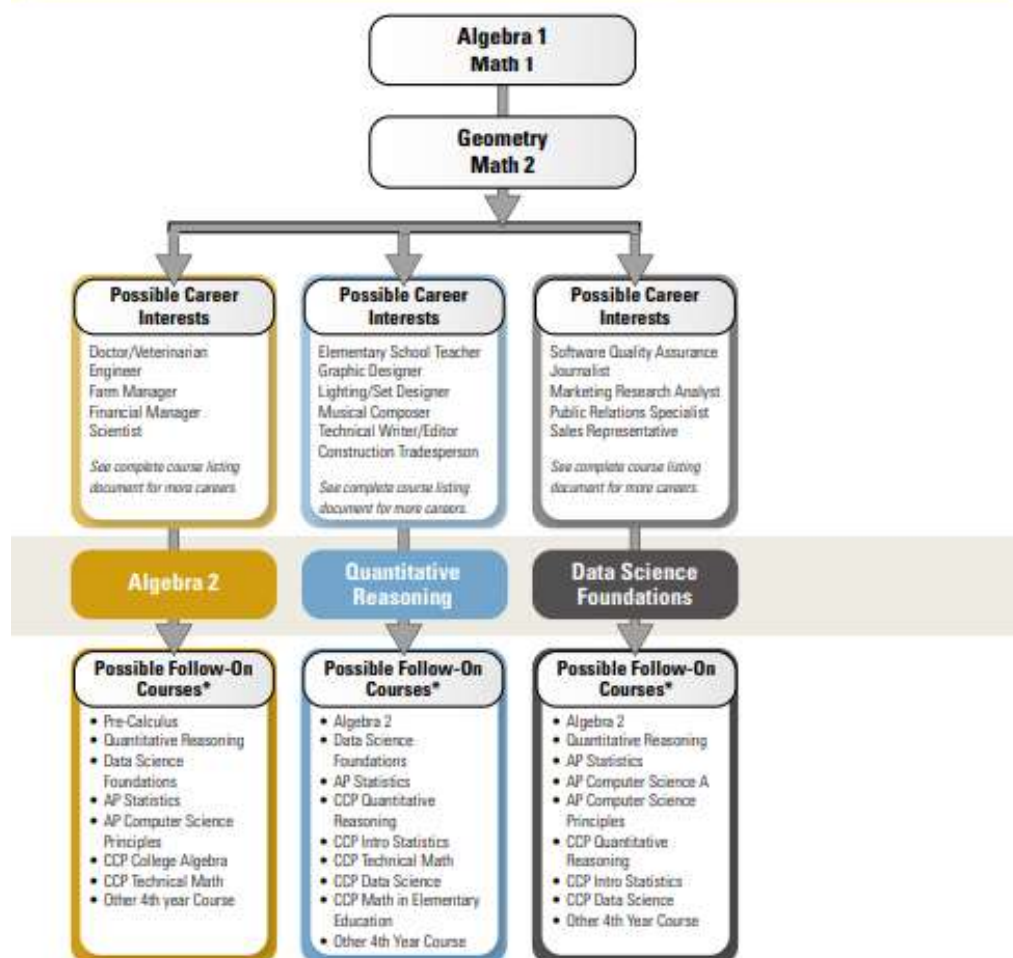 Algebra 1
Math 1
Geometry
Math 2
Possible Career
Interests
Doctor/Veterinarian
Engineer
Farm Manager
Financial Manager
Scientist
See complete course listing
document for more careers.
Possible Career
Interests
Elementary School Teacher
Graphic Designer
Lighting/Set Designer
Musical Composer
Technical Writer/Editor
Construction Tradesperson
See complete course listing
document for more careers.
Possible Career
Interests
Software Quality Assurance
Journalist
Marketing Research Analyst
Public Relations Specialist
Sales Representative
See complete course listing
document for more careers.
Algebra 2
Quantitative
Reasoning
Data Science
Foundations
Possible Follow-On
Courses*
• Pre-Calculus
• Quantitative Reasoning
• Data Science
Foundations
• AP Statistics
• AP Computer Science
Principles
• CCP College Algebra
• CCP Technical Math
• Other 4th year Course
Possible Follow-On
Courses*
• Algebra 2
• Data Science
Foundations
• AP Statistics
• CCP Quantitative
Reasoning
• CCP Intro Statistics
• CCP Technical Math
• CCP Data Science
• CCP Math in Elementary
Education
• Other 4th Year Course
Possible Follow-On
Courses*
• Algebra 2
• Quantitative Reasoning
• AP Statistics
• AP Computer Science A
• AP Computer Science
Principles
• CCP Quantitative
Reasoning
• CCP Intro Statistics
• CCP Data Science
• Other 4th Year Course